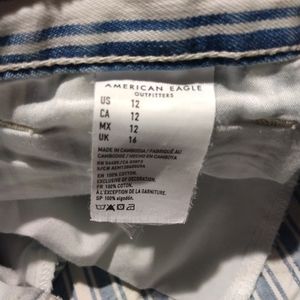 AMERICAN EAGLE
OUTFITTERS
US 12
CA 12
MX 12
UK 16
MADE IN CAMBODIA / FABRIQUÉ AU
CAMBODGE / HECHO EN CAMBOYA
EN 100% COTTON.
EXCLUSIVE OF DECORATION.
FR 100% COTON.
À L'EXCEPTION DE LA GARNITURE.
SP 100% algodón.